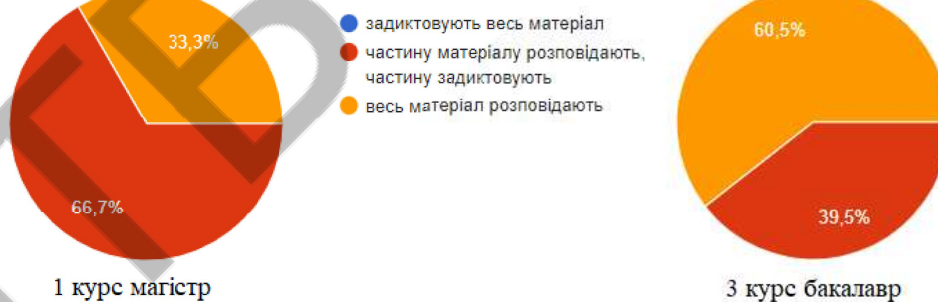 33,3%
66,7%
1 курс магістр
задиктовують весь матеріал
частину матеріалу розповідають,
частину задиктовують
весь матеріал розповідають
60,5%
39,5%
3 курс бакалавр